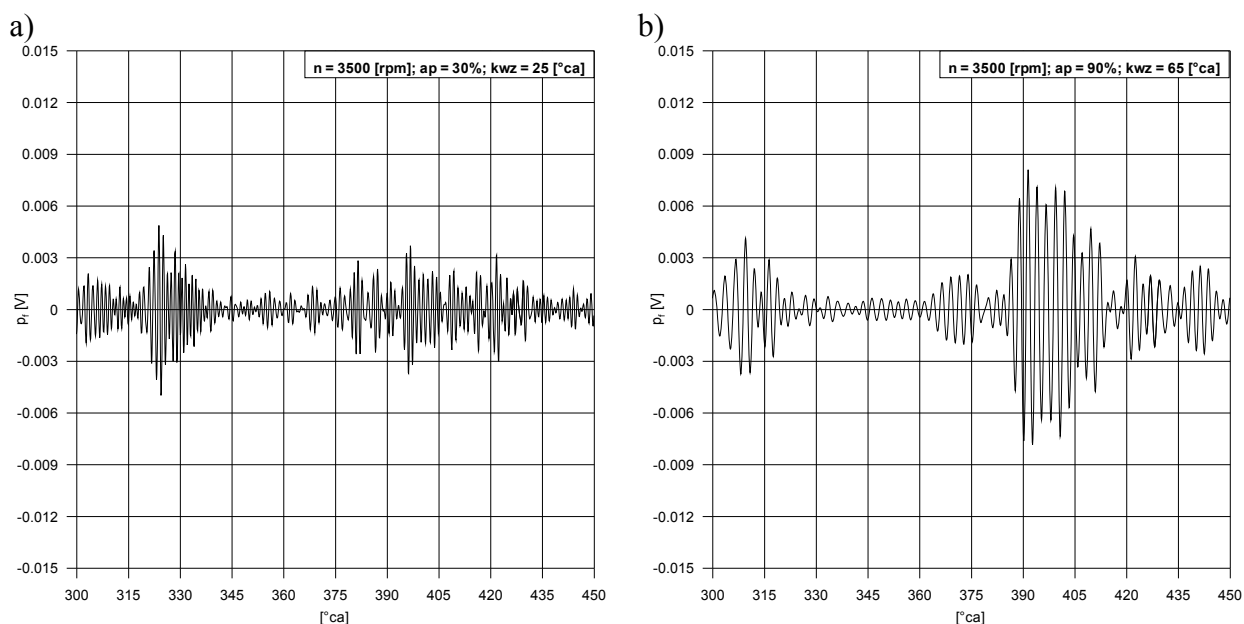 a)
n = 3500 [rpm]; ap = 30%; kwz = 25 [°ca]
0.015
0.012
0.009
0.006
0.003
0
-0.003
-0.006
-0.009
-0.012
-0.015
pf [V]
300 315 330 345 360 375 390 405 420 435 450
[°ca]
b)
n = 3500 [rpm]; ap = 90%; kwz = 65 [°ca]
0.015
0.012
0.009
0.006
0.003
0
-0.003
-0.006
-0.009
-0.012
-0.015
pf [V]
300 315 330 345 360 375 390 405 420 435 450
[°ca]